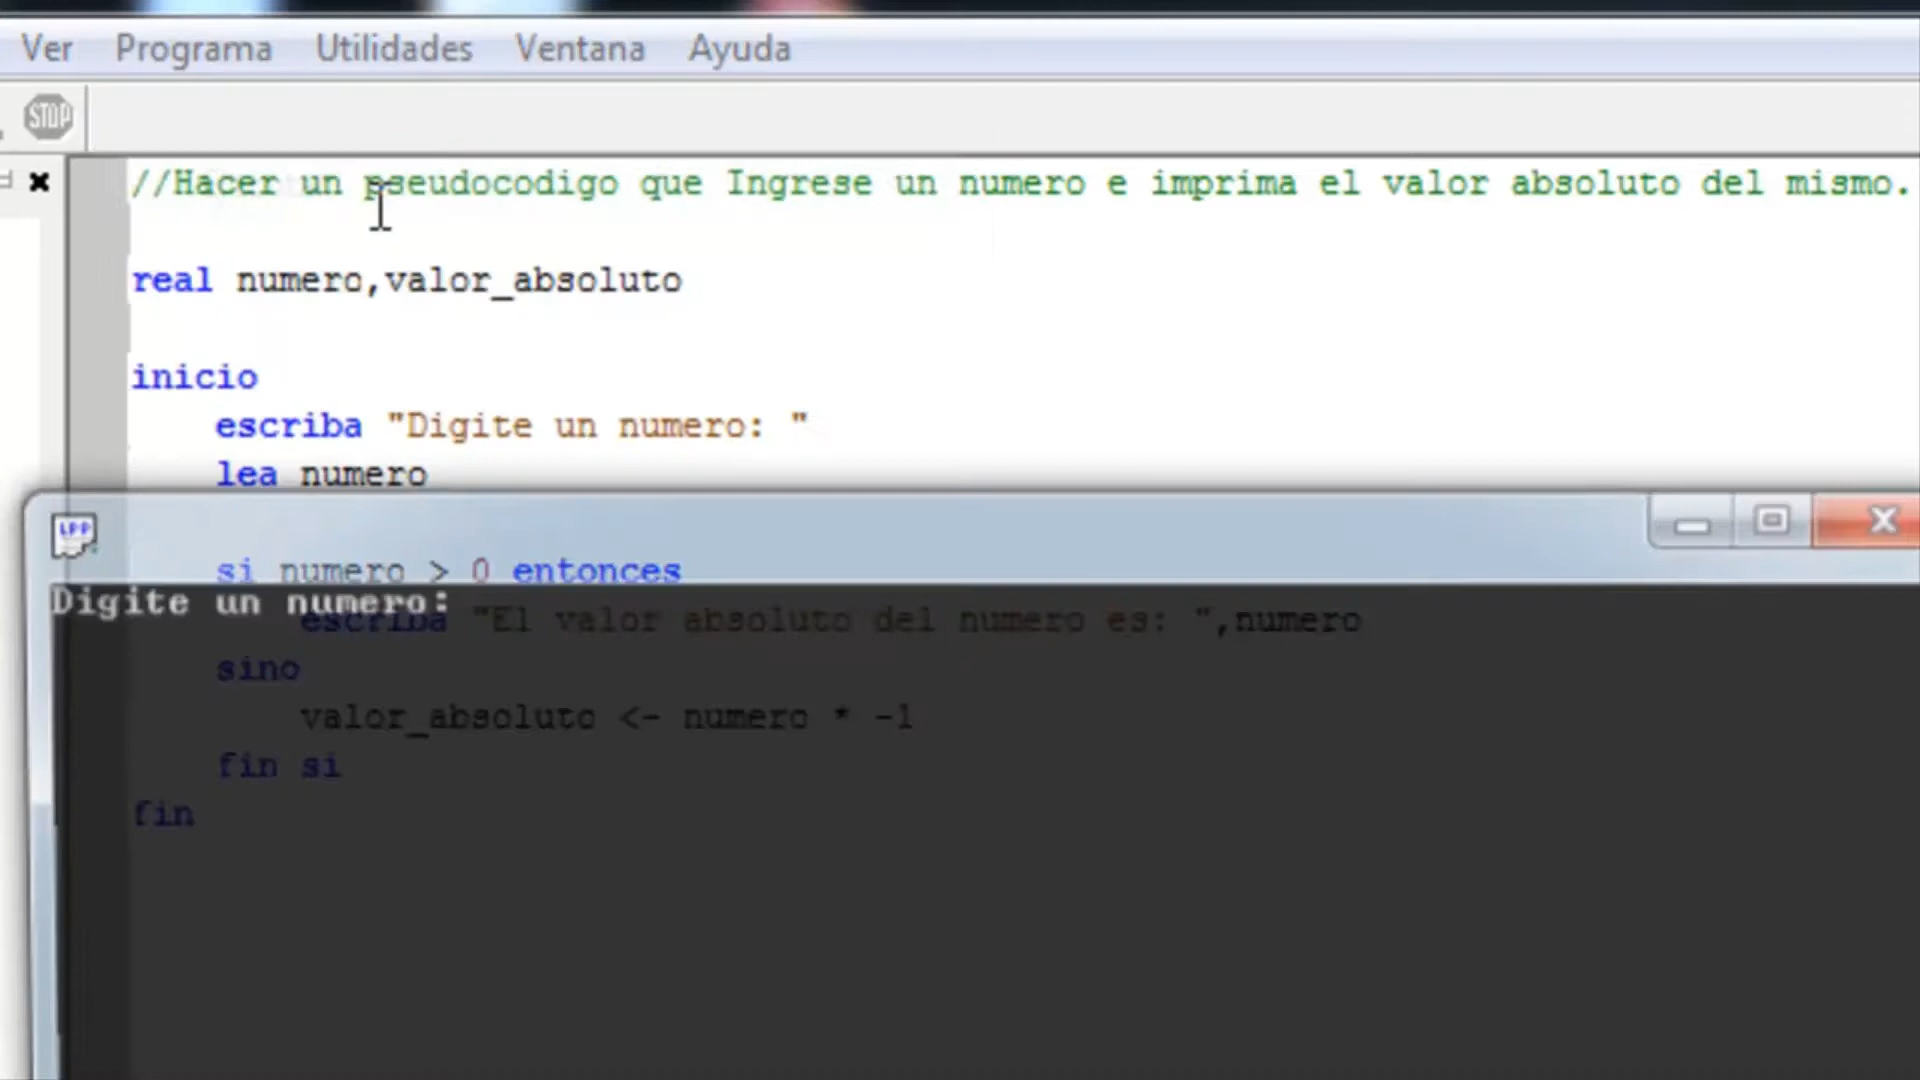 Ver Programa Utilidades Ventana Ayuda
STOP
//Hacer un pseudocodigo que Ingrese un numero e imprima el valor absoluto del mismo.
real numero,valor_absoluto
inicio
escriba "Digite un numero: "
lea numero
LPP
si numero > 0 entonces
Digite un numero:
escriba "El valor absoluto del numero es: ",numero
sino
valor_absoluto <- numero * -1
fin si
fin